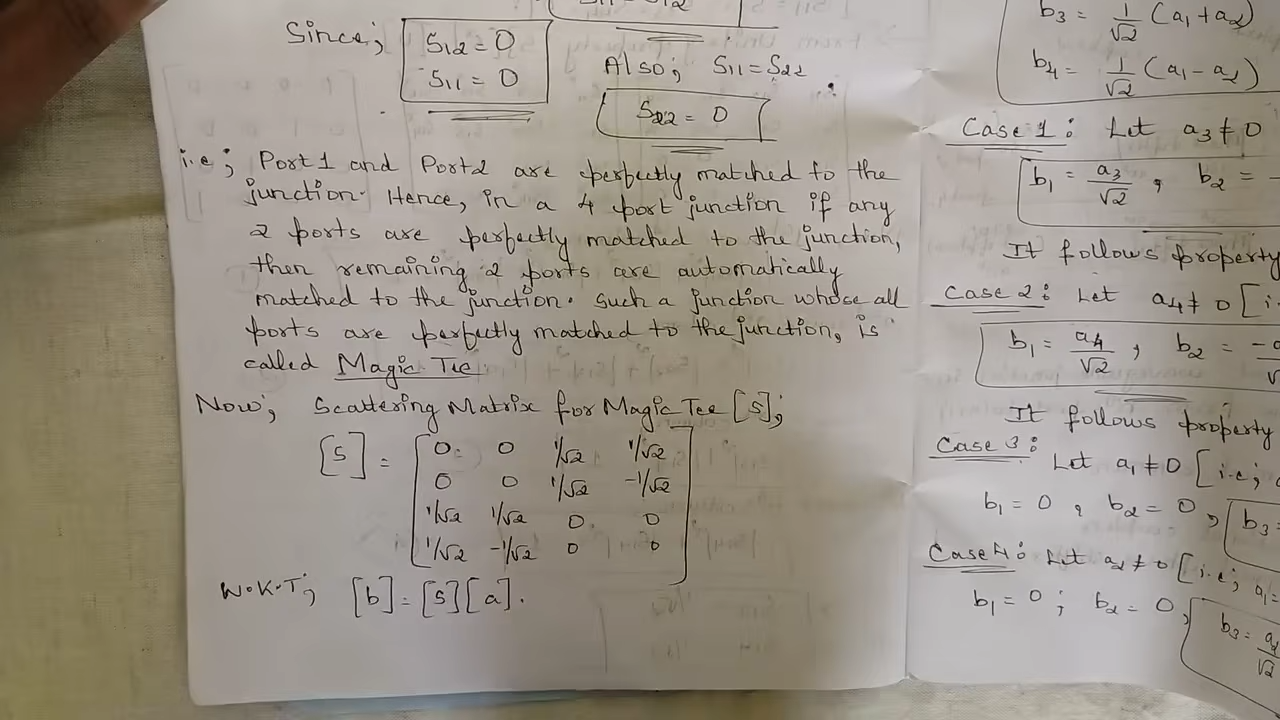 Since;
S12 = 0
S11 = 0
Also; S11 = S22
S22 = 0
i.e; Port 1 and Port 2 are perfectly matched to the
junction. Hence, in a 4 port junction if any
2 ports are perfectly matched to the junction,
then remaining 2 ports are automatically
matched to the junction. Such a junction whose all
ports are perfectly matched to the junction, is
called Magic Tee.
Now; Scattering Matrix for Magic Tee [S];
[S] = [ 0 0 1/√2 1/√2
0 0 1/√2 -1/√2
1/√2 1/√2 0 0
1/√2 -1/√2 0 0 ]
W.K.T; [b] = [S][a].
b3 = 1/√2 (a1 + a2)
b4 = 1/√2 (a1 - a2)
Case 1: Let a3 ≠ 0
b1 = a3/√2, b2 =
It follows property
Case 2: Let a4 ≠ 0 [i.
b1 = a4/√2, b2 =
It follows property
Case 3:
Let a1 ≠ 0 [i.e;
b1 = 0, b2 = 0, b3 =
Case 4: Let a2 ≠ 0 [i.e; a1 =
b1 = 0; b2 = 0, b3 = a2/√2